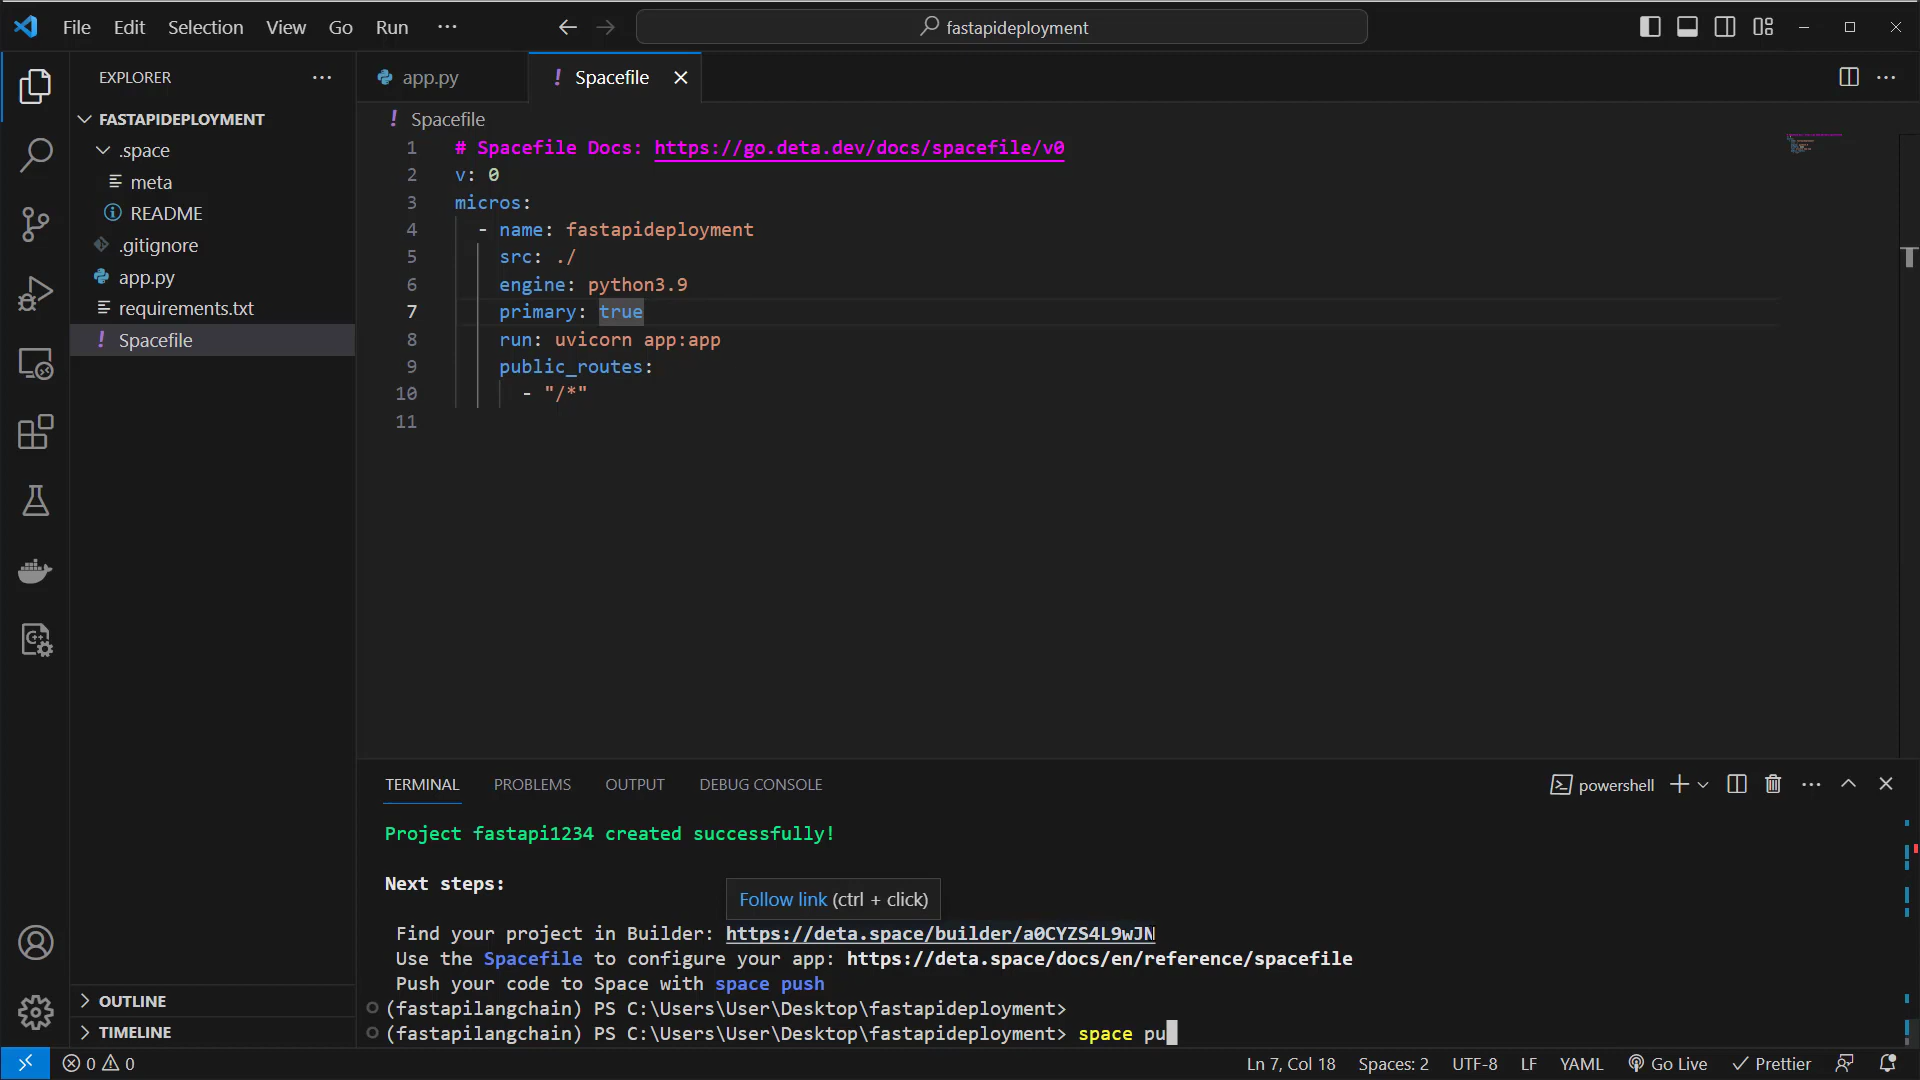 File Edit Selection View Go Run ···
fastapideployment
EXPLORER ···
FASTAPIDEPLOYMENT
.space
meta
README
.gitignore
app.py
requirements.txt
! Spacefile
OUTLINE
TIMELINE
app.py
! Spacefile
! Spacefile
1 # Spacefile Docs: https://go.deta.dev/docs/spacefile/v0
2 v: 0
3 micros:
4 - name: fastapideployment
5 src: ./
6 engine: python3.9
7 primary: true
8 run: uvicorn app:app
9 public_routes:
10 - "/*"
11
TERMINAL PROBLEMS OUTPUT DEBUG CONSOLE
powershell
Project fastapi1234 created successfully!
Next steps:
Follow link (ctrl + click)
Find your project in Builder: https://deta.space/builder/a0CYZS4L9wJN
Use the Spacefile to configure your app: https://deta.space/docs/en/reference/spacefile
Push your code to Space with space push
(fastapilangchain) PS C:\Users\User\Desktop\fastapideployment>
(fastapilangchain) PS C:\Users\User\Desktop\fastapideployment> space pu
0 0
Ln 7, Col 18 Spaces: 2 UTF-8 LF YAML Go Live Prettier